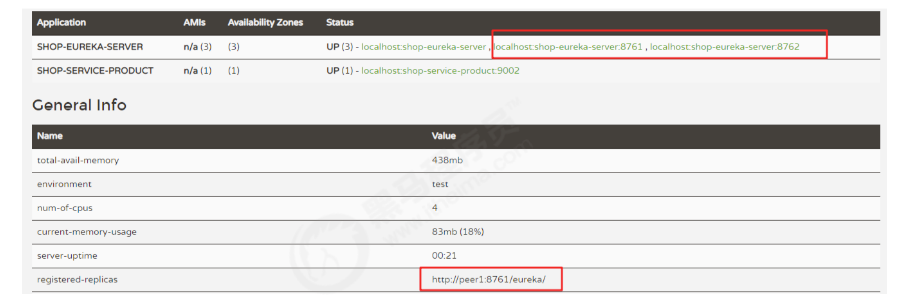 Application AMIs Availability Zones Status
SHOP-EUREKA-SERVER n/a (3) (3) UP (3) - localhost:shop-eureka-server , localhost:shop-eureka-server:8761 , localhost:shop-eureka-server:8762
SHOP-SERVICE-PRODUCT n/a (1) (1) UP (1) - localhost:shop-service-product:9002
General Info
Name Value
total-avail-memory 438mb
environment test
num-of-cpus 4
current-memory-usage 83mb (18%)
server-uptime 00:21
registered-replicas http://peer1:8761/eureka/